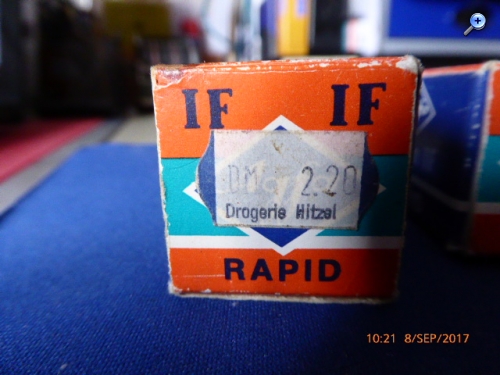 IF IF
DM 2.20
Drogerie Hitzel
RAPID
10:21 8/SEP/2017